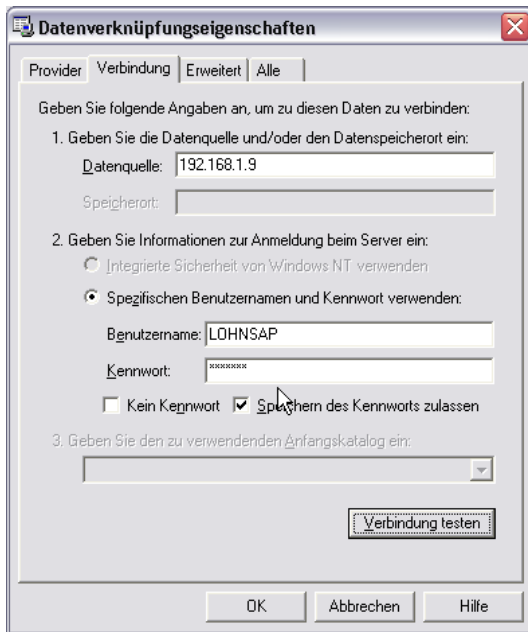 Datenverknüpfungseigenschaften
Provider Verbindung Erweitert Alle
Geben Sie folgende Angaben an, um zu diesen Daten zu verbinden:
1. Geben Sie die Datenquelle und/oder den Datenspeicherort ein:
Datenquelle: 192.168.1.9
Speicherort:
2. Geben Sie Informationen zur Anmeldung beim Server ein:
Integrierte Sicherheit von Windows NT verwenden
Spezifischen Benutzernamen und Kennwort verwenden:
Benutzername: LOHNSAP
Kennwort: *******
Kein Kennwort Speichern des Kennworts zulassen
3. Geben Sie den zu verwendenden Anfangskatalog ein:
Verbindung testen
OK Abbrechen Hilfe